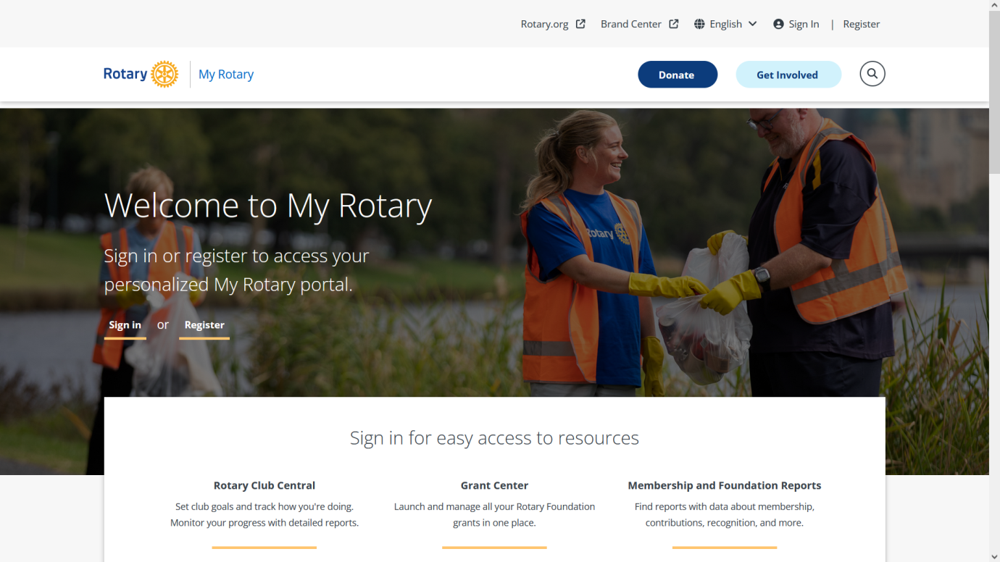 Rotary.org Brand Center English Sign In | Register
Rotary My Rotary Donate Get Involved
Welcome to My Rotary
Sign in or register to access your
personalized My Rotary portal.
Sign in or Register
Rotary
Sign in for easy access to resources
Rotary Club Central
Set club goals and track how you're doing.
Monitor your progress with detailed reports.
Grant Center
Launch and manage all your Rotary Foundation
grants in one place.
Membership and Foundation Reports
Find reports with data about membership,
contributions, recognition, and more.